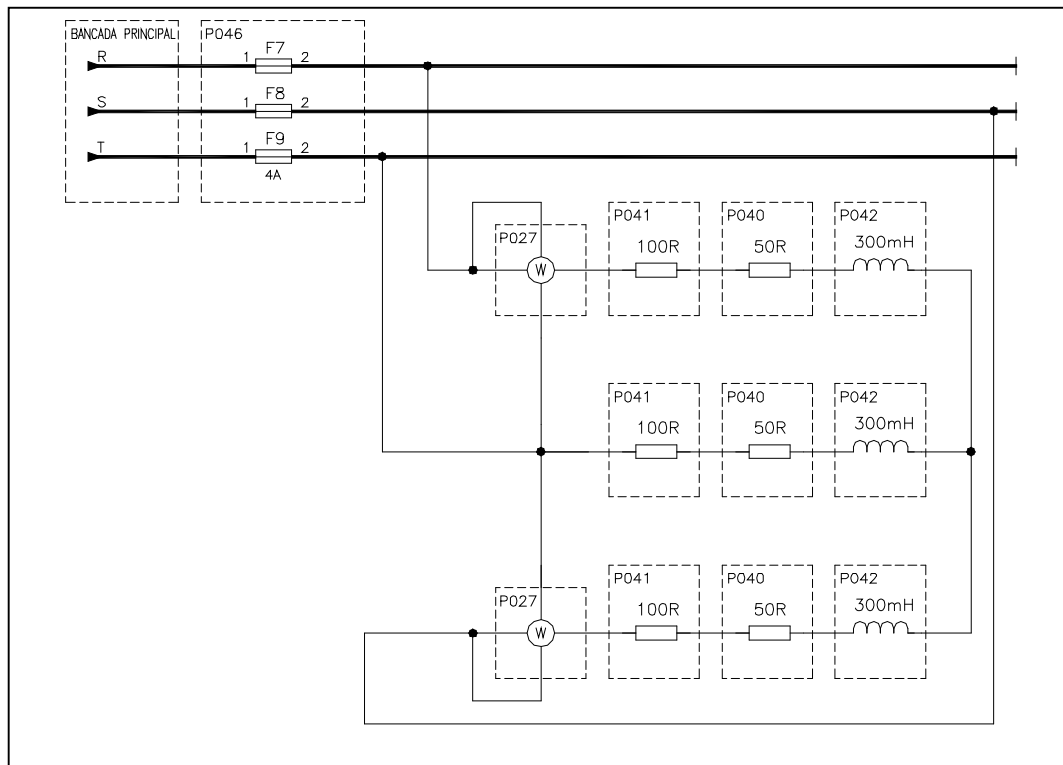 BANCADA PRINCIPAL
P046
R
1
F7
2
S
1
F8
2
T
1
F9
2
4A
P027
W
P041
100R
P040
50R
P042
300mH
P041
100R
P040
50R
P042
300mH
P027
W
P041
100R
P040
50R
P042
300mH